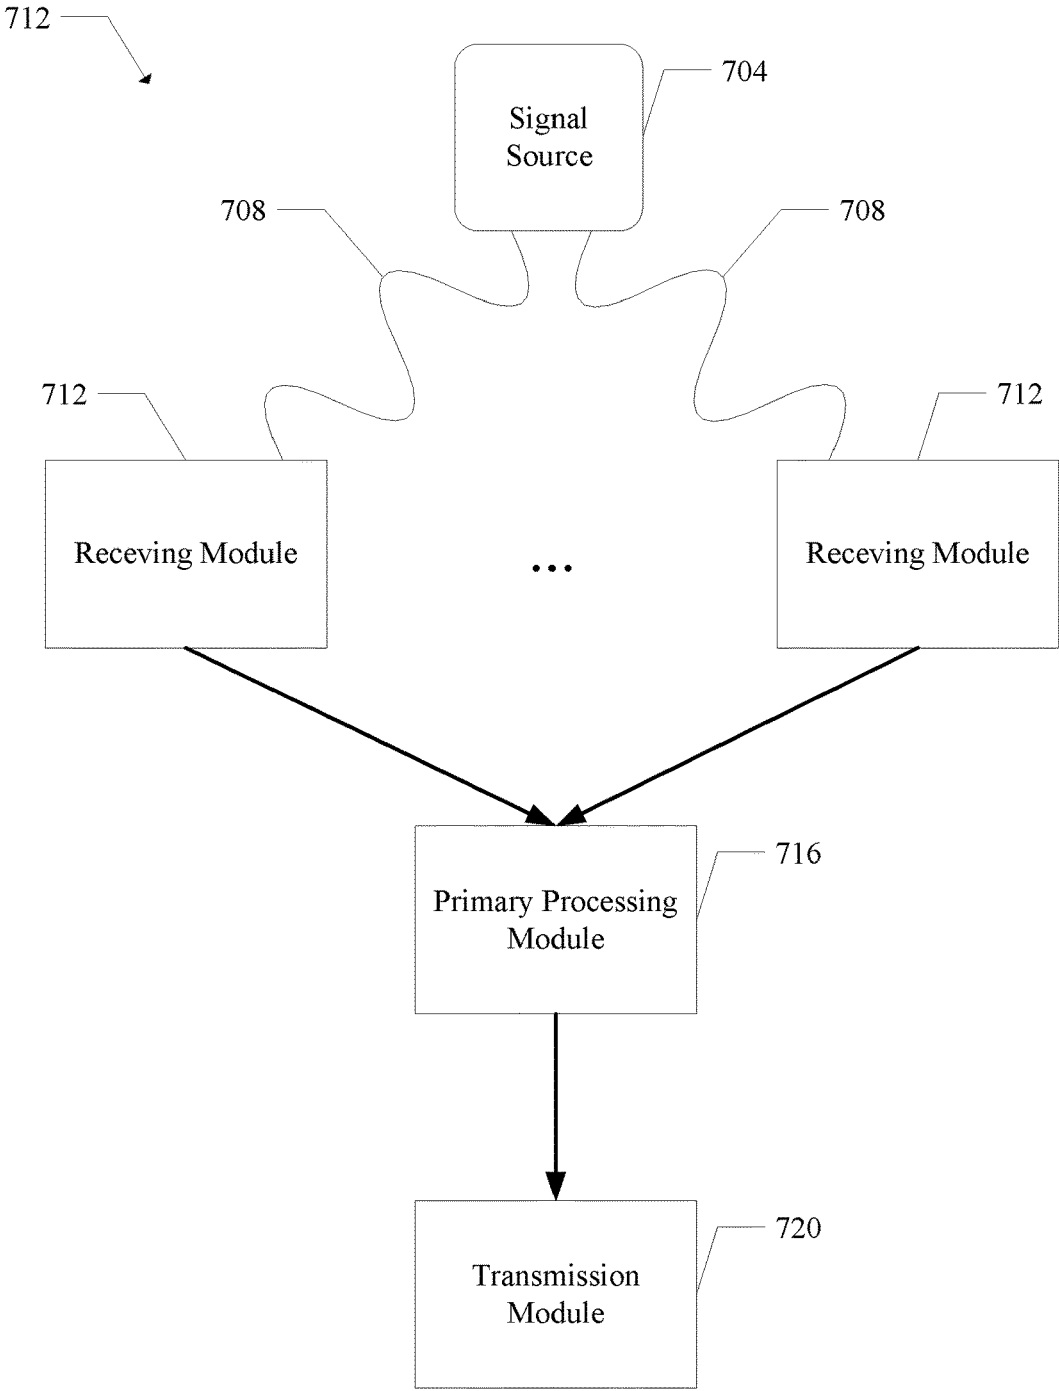 712
704
Signal
Source
708
708
712
712
Receving Module
Receving Module
...
716
Primary Processing
Module
720
Transmission
Module